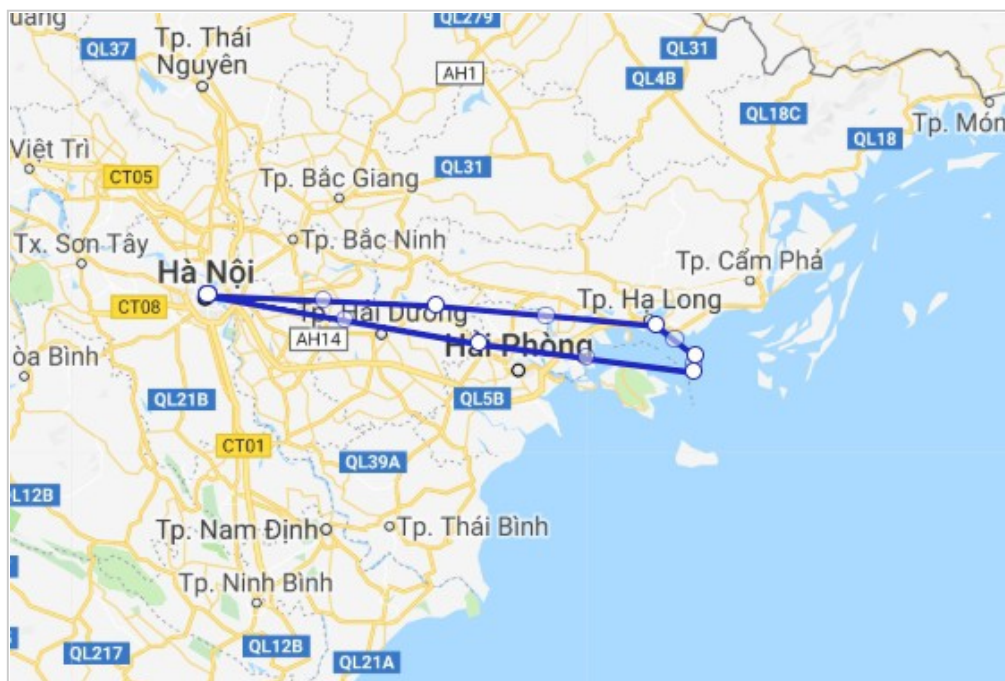 uang
QL279
QL37
Tp. Thái
Nguyên
AH1
QL31
QL4B
QL18C
QL18
Tp. Món
Việt Trì
CT05
Tp. Bắc Giang
QL31
Tp. Bắc Ninh
Tx. Sơn Tây
Hà Nội
CT08
Tp. Cẩm Phả
Tp. Hạ Long
Tp. Hải Dương
AH14
Hải Phòng
òa Bình
QL21B
QL5B
CT01
QL39A
QL12B
Tp. Nam Định
Tp. Thái Bình
Tp. Ninh Bình
QL12B
QL217
QL21A